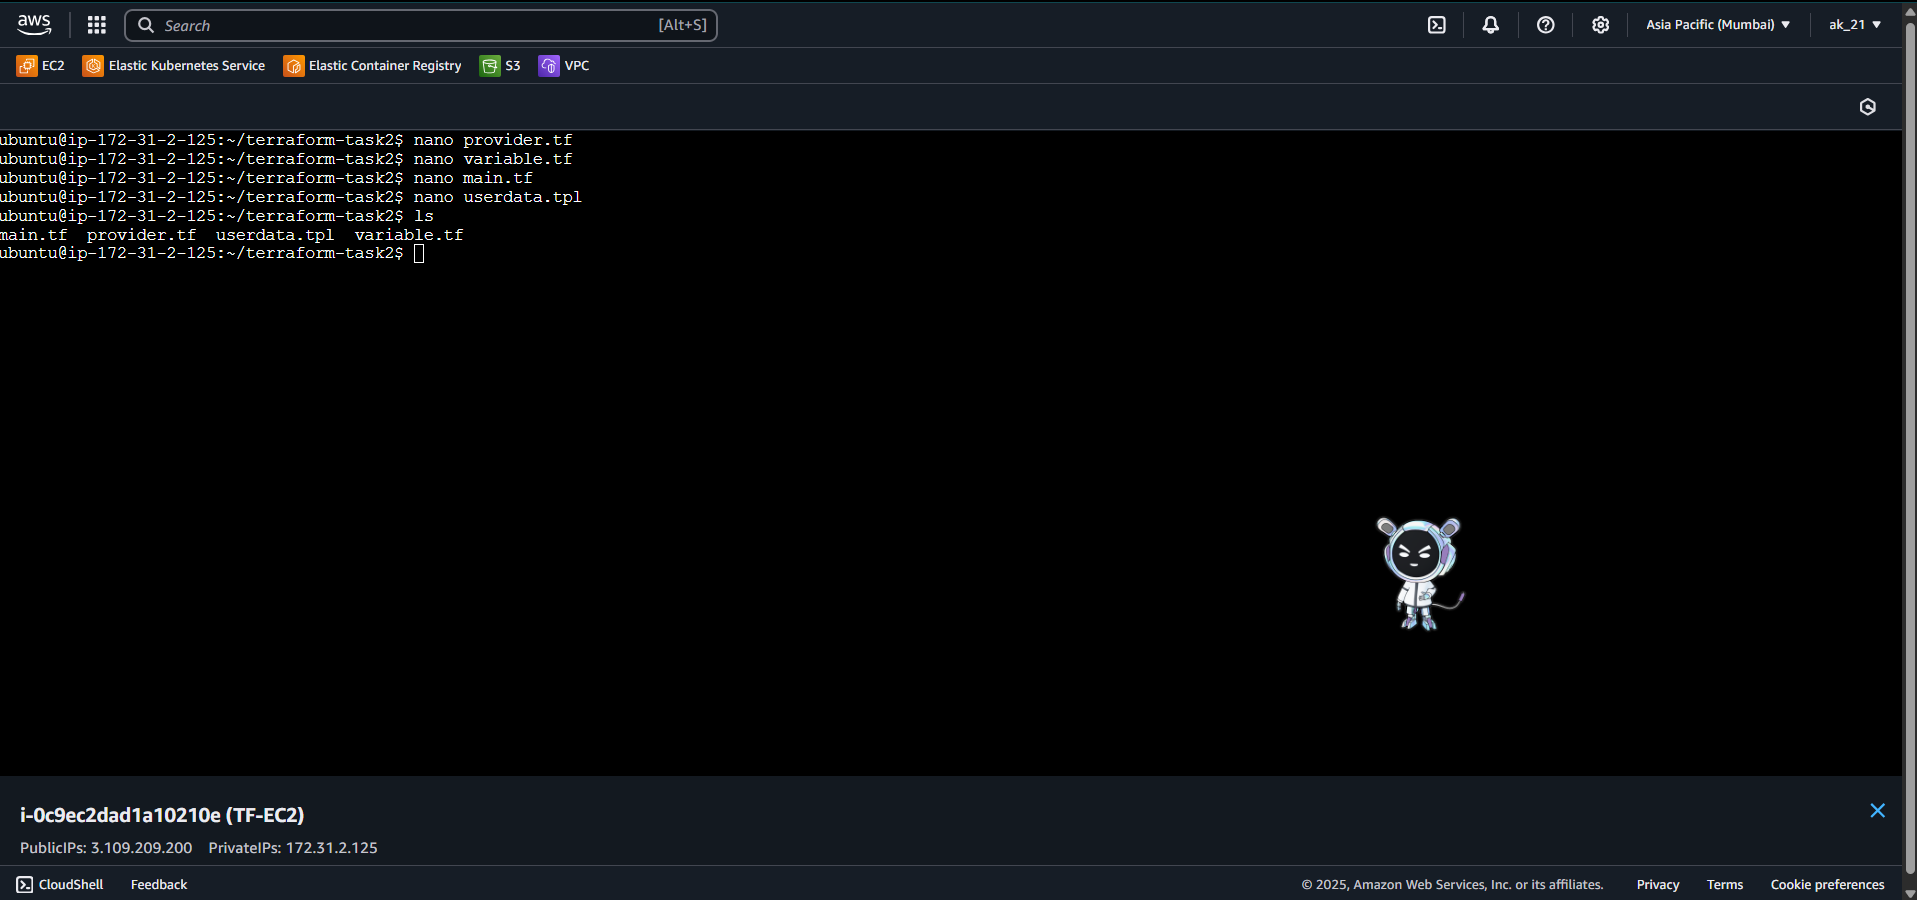 aws Search [Alt+S] Asia Pacific (Mumbai) ▼ ak_21 ▼
EC2 Elastic Kubernetes Service Elastic Container Registry S3 VPC
ubuntu@ip-172-31-2-125:~/terraform-task2$ nano provider.tf
ubuntu@ip-172-31-2-125:~/terraform-task2$ nano variable.tf
ubuntu@ip-172-31-2-125:~/terraform-task2$ nano main.tf
ubuntu@ip-172-31-2-125:~/terraform-task2$ nano userdata.tpl
ubuntu@ip-172-31-2-125:~/terraform-task2$ ls
main.tf provider.tf userdata.tpl variable.tf
ubuntu@ip-172-31-2-125:~/terraform-task2$
i-0c9ec2dad1a10210e (TF-EC2)
PublicIPs: 3.109.209.200 PrivateIPs: 172.31.2.125
CloudShell Feedback © 2025, Amazon Web Services, Inc. or its affiliates. Privacy Terms Cookie preferences